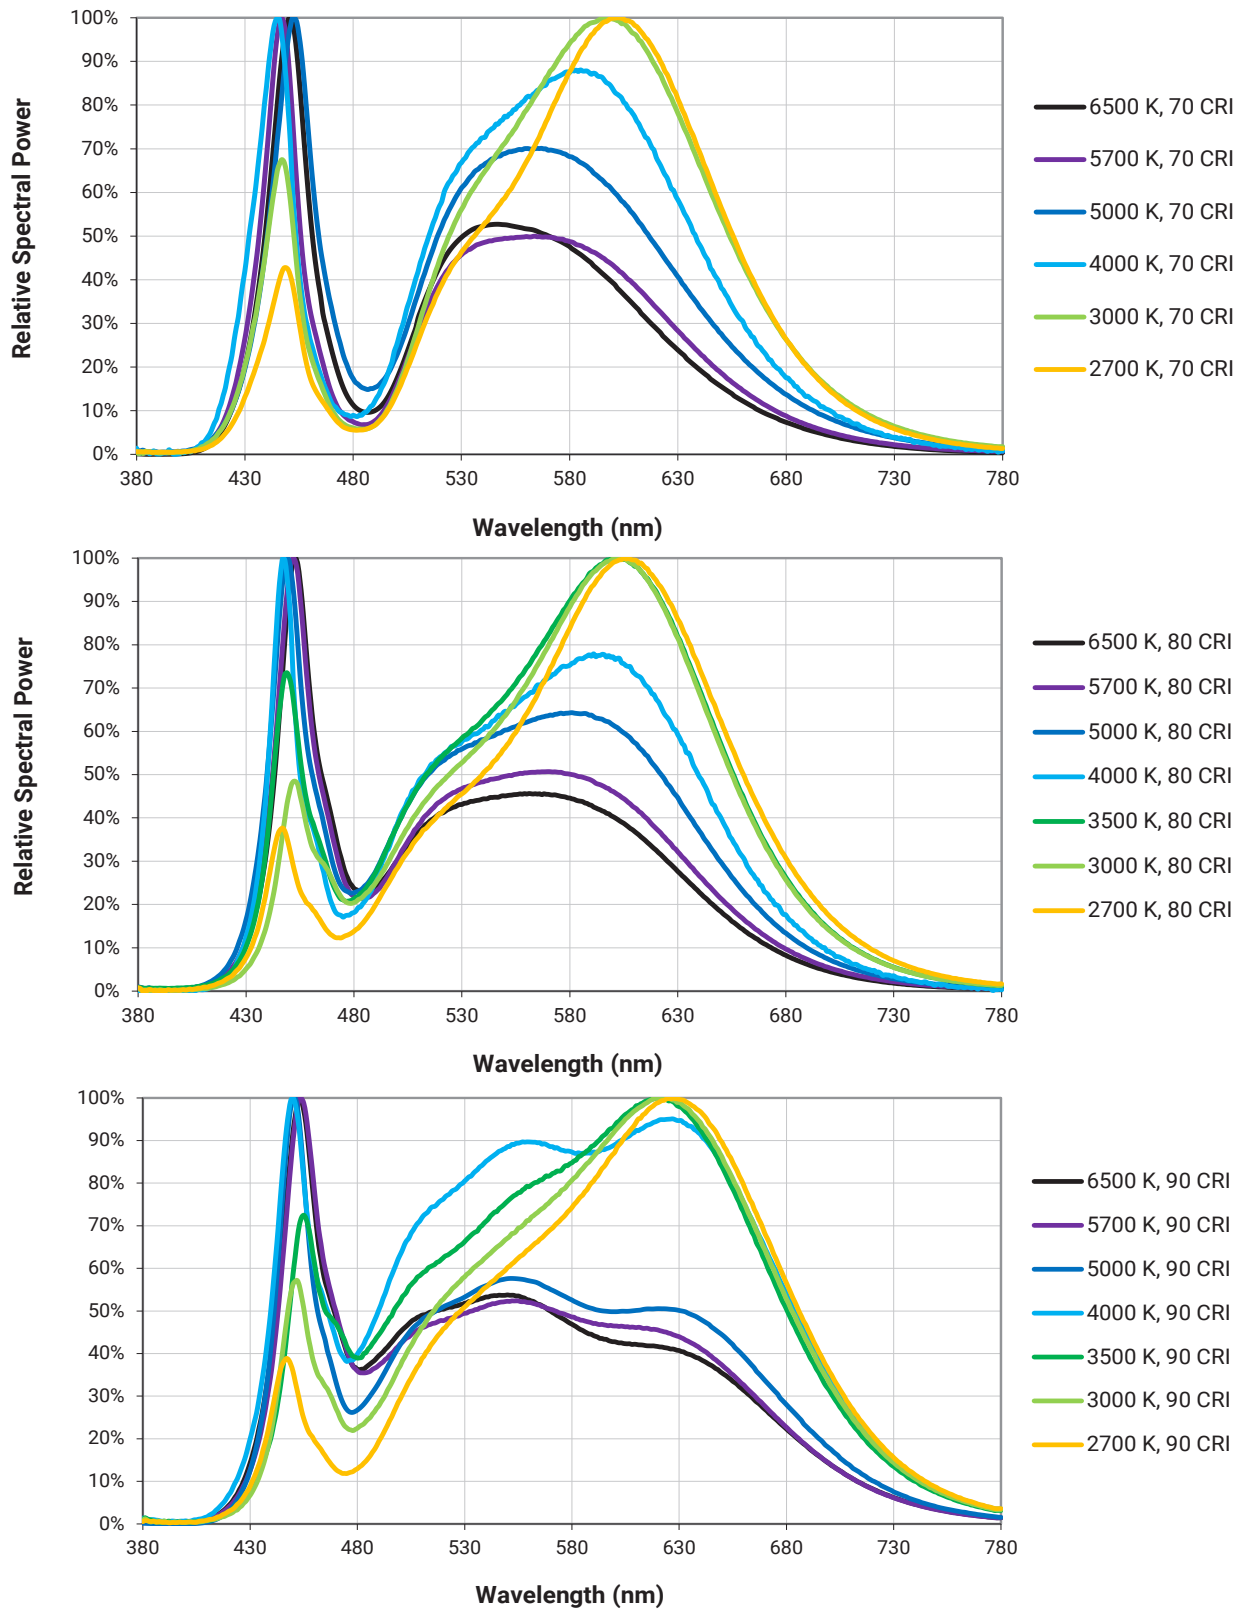 Relative Spectral Power
100%
90%
80%
70%
60%
50%
40%
30%
20%
10%
0%
380 430 480 530 580 630 680 730 780
Wavelength (nm)
6500 K, 70 CRI
5700 K, 70 CRI
5000 K, 70 CRI
4000 K, 70 CRI
3000 K, 70 CRI
2700 K, 70 CRI
Relative Spectral Power
100%
90%
80%
70%
60%
50%
40%
30%
20%
10%
0%
380 430 480 530 580 630 680 730 780
Wavelength (nm)
6500 K, 80 CRI
5700 K, 80 CRI
5000 K, 80 CRI
4000 K, 80 CRI
3500 K, 80 CRI
3000 K, 80 CRI
2700 K, 80 CRI
100%
90%
80%
70%
60%
50%
40%
30%
20%
10%
0%
380 430 480 530 580 630 680 730 780
Wavelength (nm)
6500 K, 90 CRI
5700 K, 90 CRI
5000 K, 90 CRI
4000 K, 90 CRI
3500 K, 90 CRI
3000 K, 90 CRI
2700 K, 90 CRI